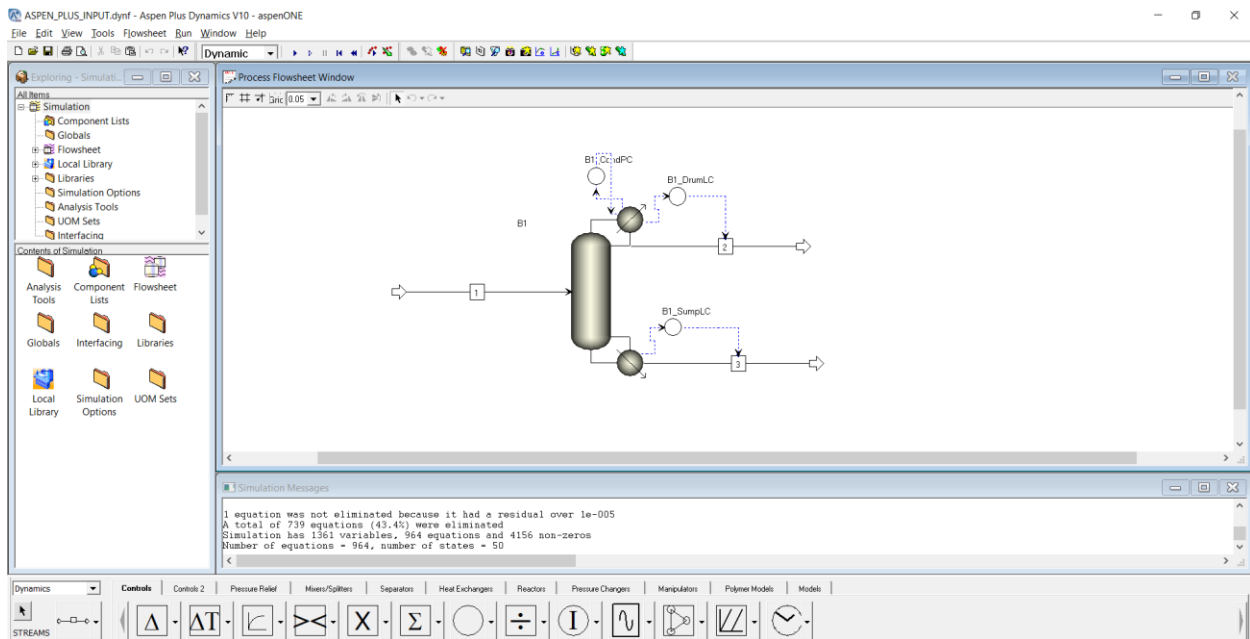 ASPEN_PLUS_INPUT.dynf - Aspen Plus Dynamics V10 - aspenONE
File Edit View Tools Flowsheet Run Window Help
Dynamic
Exploring - Simulati...
Process Flowsheet Window
All Items
Simulation
Component Lists
Globals
Flowsheet
Local Library
Libraries
Simulation Options
Analysis Tools
UOM Sets
Interfacing
Contents of Simulation
Analysis Tools
Component Lists
Flowsheet
Globals
Interfacing
Libraries
Local Library
Simulation Options
UOM Sets
Gric 0.05
B1_CondPC
B1_DrumLC
B1
2
1
B1_SumpLC
3
Simulation Messages
1 equation was not eliminated because it had a residual over 1e-005
A total of 739 equations (43.4%) were eliminated
Simulation has 1361 variables, 964 equations and 4156 non-zeros
Number of equations = 964, number of states = 50
Dynamics
Controls Controls 2 Pressure Relief Mixers/Splitters Separators Heat Exchangers Reactors Pressure Changers Manipulators Polymer Models Models
STREAMS
Δ ΔT X Σ ÷ I